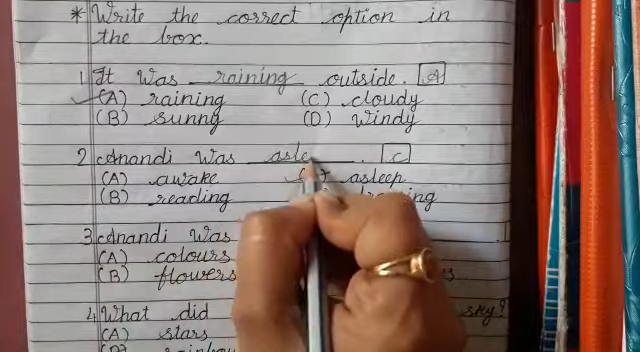 * Write the correct option in
the box.
1 It was raining outside. A
(A) raining (C) cloudy
(B) sunny (D) windy
2 Anandi was asle . C
(A) awake asleep
(B) reading
3 Anandi was
(A) colours
(B) flowers
4 What did sky?
(A) stars